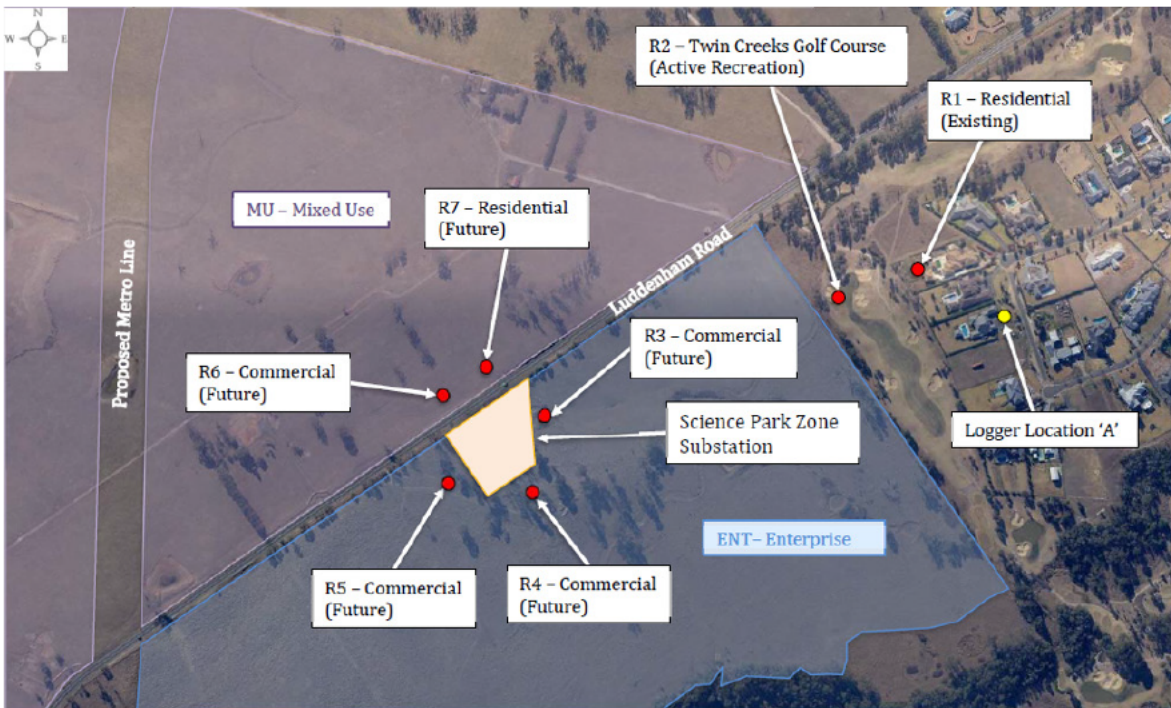 N
W E
S
R2 – Twin Creeks Golf Course
(Active Recreation)
R1 – Residential
(Existing)
MU – Mixed Use
R7 – Residential
(Future)
Luddenham Road
Proposed Metro Line
R6 – Commercial
(Future)
R3 – Commercial
(Future)
Science Park Zone
Substation
Logger Location ‘A’
ENT– Enterprise
R5 – Commercial
(Future)
R4 – Commercial
(Future)